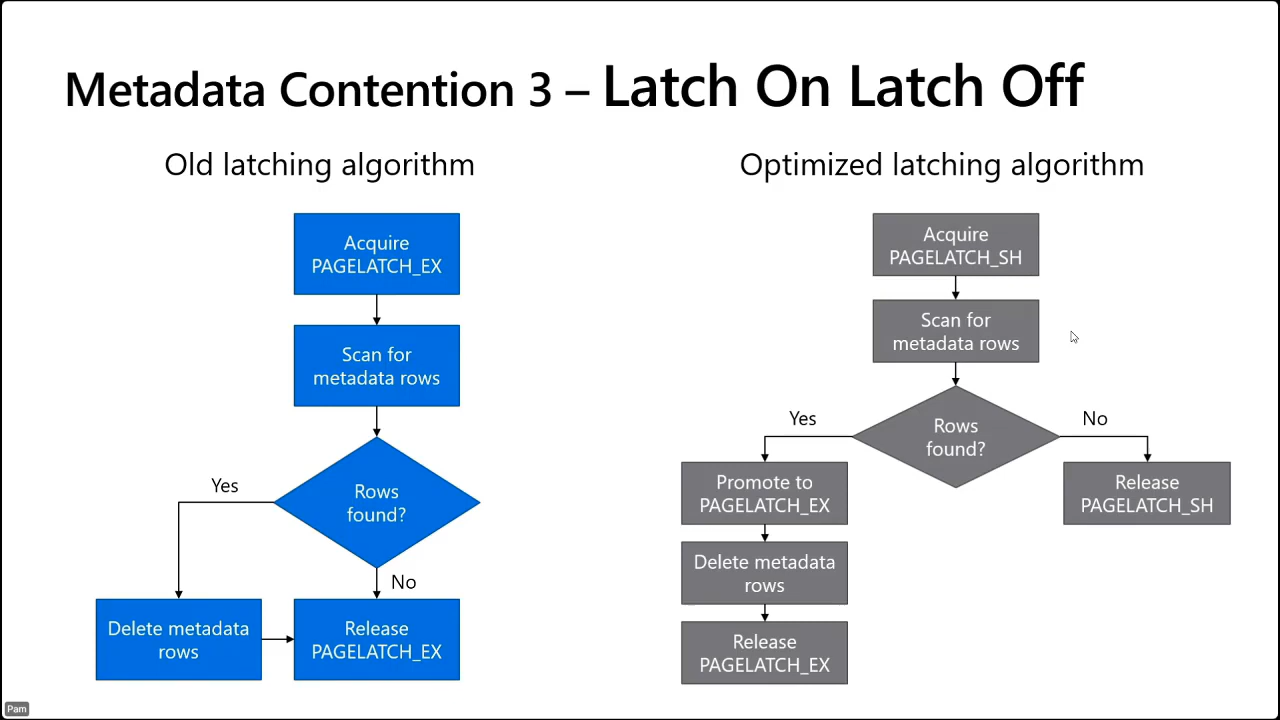 Metadata Contention 3 – Latch On Latch Off
Old latching algorithm
Acquire
PAGELATCH_EX
Scan for
metadata rows
Rows
found?
Yes
No
Delete metadata
rows
Release
PAGELATCH_EX
Optimized latching algorithm
Acquire
PAGELATCH_SH
Scan for
metadata rows
Rows
found?
Yes
No
Promote to
PAGELATCH_EX
Delete metadata
rows
Release
PAGELATCH_EX
Release
PAGELATCH_SH
Pam